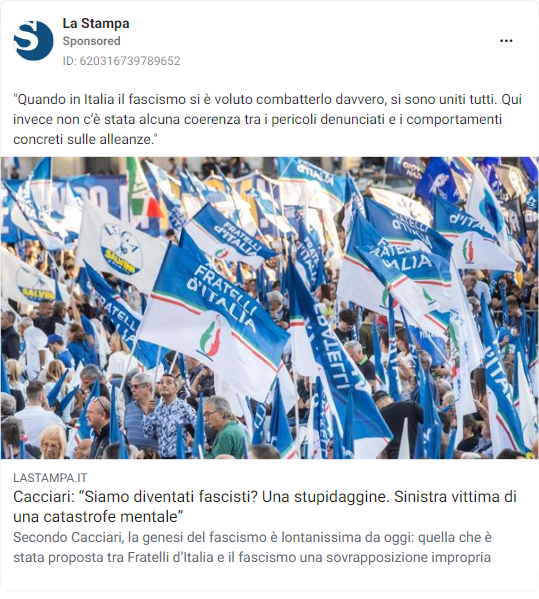 La Stampa
Sponsored
ID: 620316739789652
"Quando in Italia il fascismo si è voluto combatterlo davvero, si sono uniti tutti. Qui
invece non c’è stata alcuna coerenza tra i pericoli denunciati e i comportamenti
concreti sulle alleanze."
d'ITALIA
FRATELLI
d'ITALIA
SALVINI
FRATELLI
d'ITALIA
LASTAMPA.IT
Cacciari: “Siamo diventati fascisti? Una stupidaggine. Sinistra vittima di
una catastrofe mentale”
Secondo Cacciari, la genesi del fascismo è lontanissima da oggi: quella che è
stata proposta tra Fratelli d’Italia e il fascismo una sovrapposizione impropria